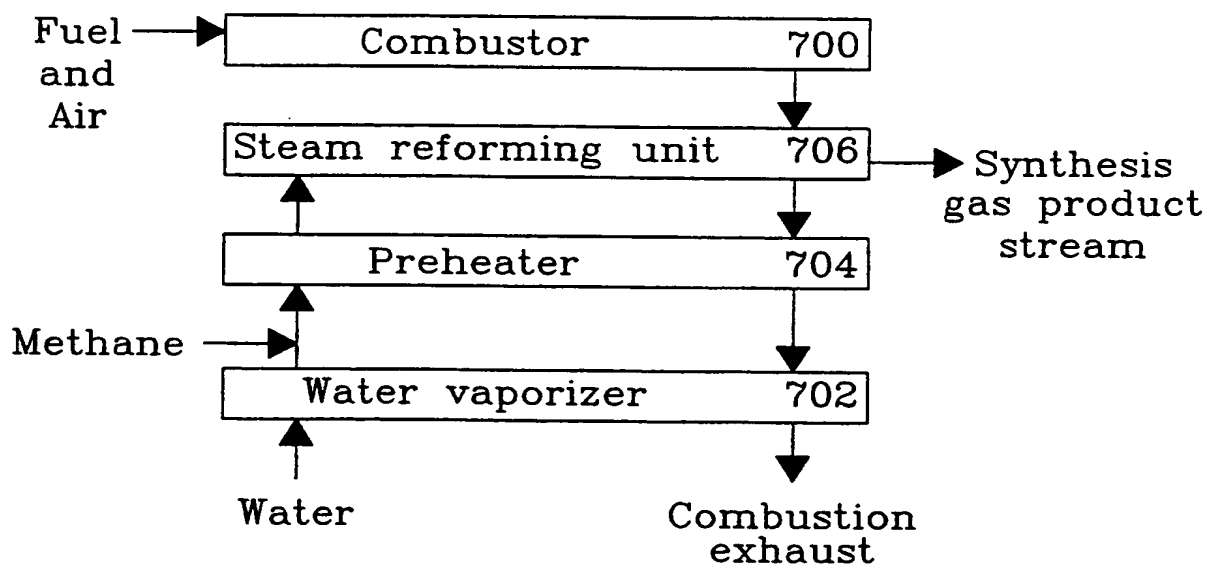 Fuel
and
Air
Combustor 700
Steam reforming unit 706
Synthesis
gas product
stream
Preheater 704
Methane
Water vaporizer 702
Water
Combustion
exhaust